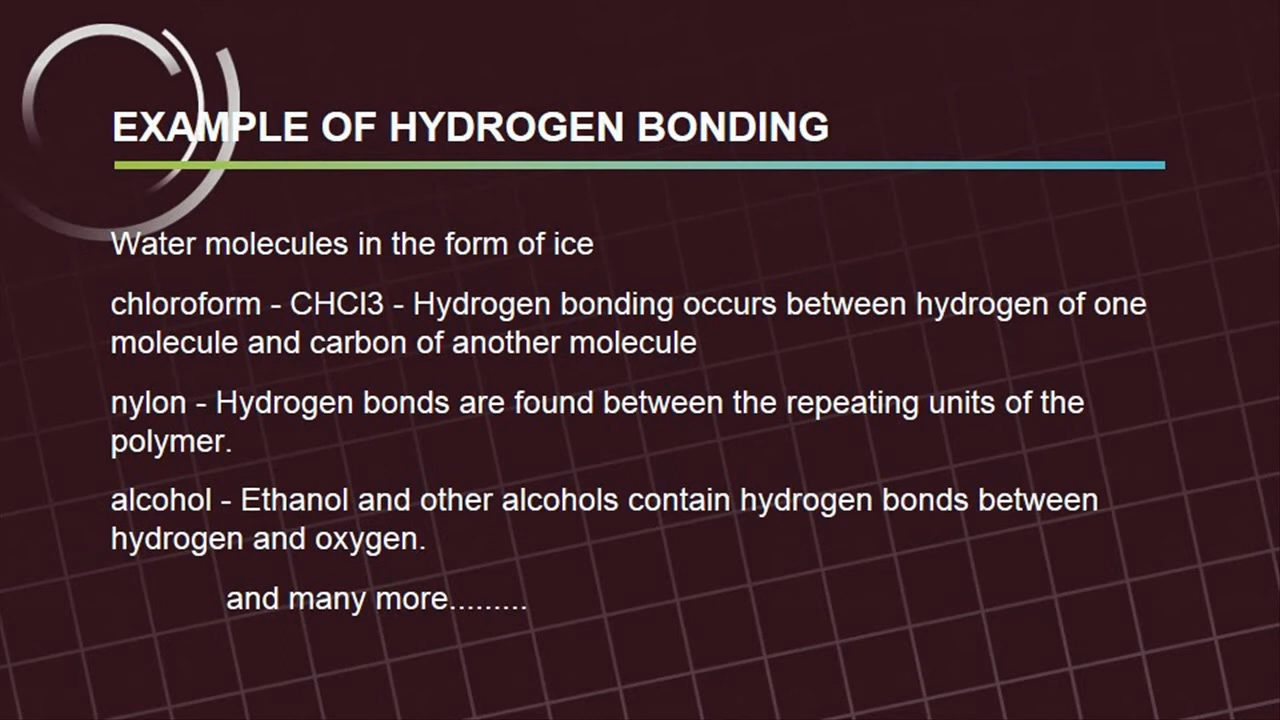 EXAMPLE OF HYDROGEN BONDING
Water molecules in the form of ice
chloroform - CHCl3 - Hydrogen bonding occurs between hydrogen of one
molecule and carbon of another molecule
nylon - Hydrogen bonds are found between the repeating units of the
polymer.
alcohol - Ethanol and other alcohols contain hydrogen bonds between
hydrogen and oxygen.
and many more.........